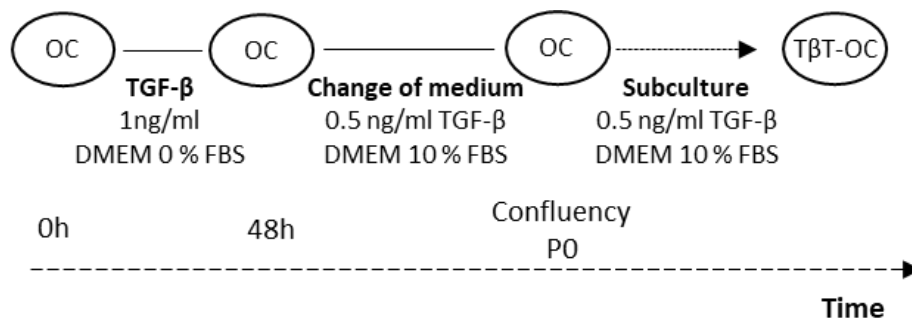 OC OC OC TβT-OC
TGF-β Change of medium Subculture
1ng/ml 0.5 ng/ml TGF-β 0.5 ng/ml TGF-β
DMEM 0 % FBS DMEM 10 % FBS DMEM 10 % FBS
0h 48h Confluency
P0
Time